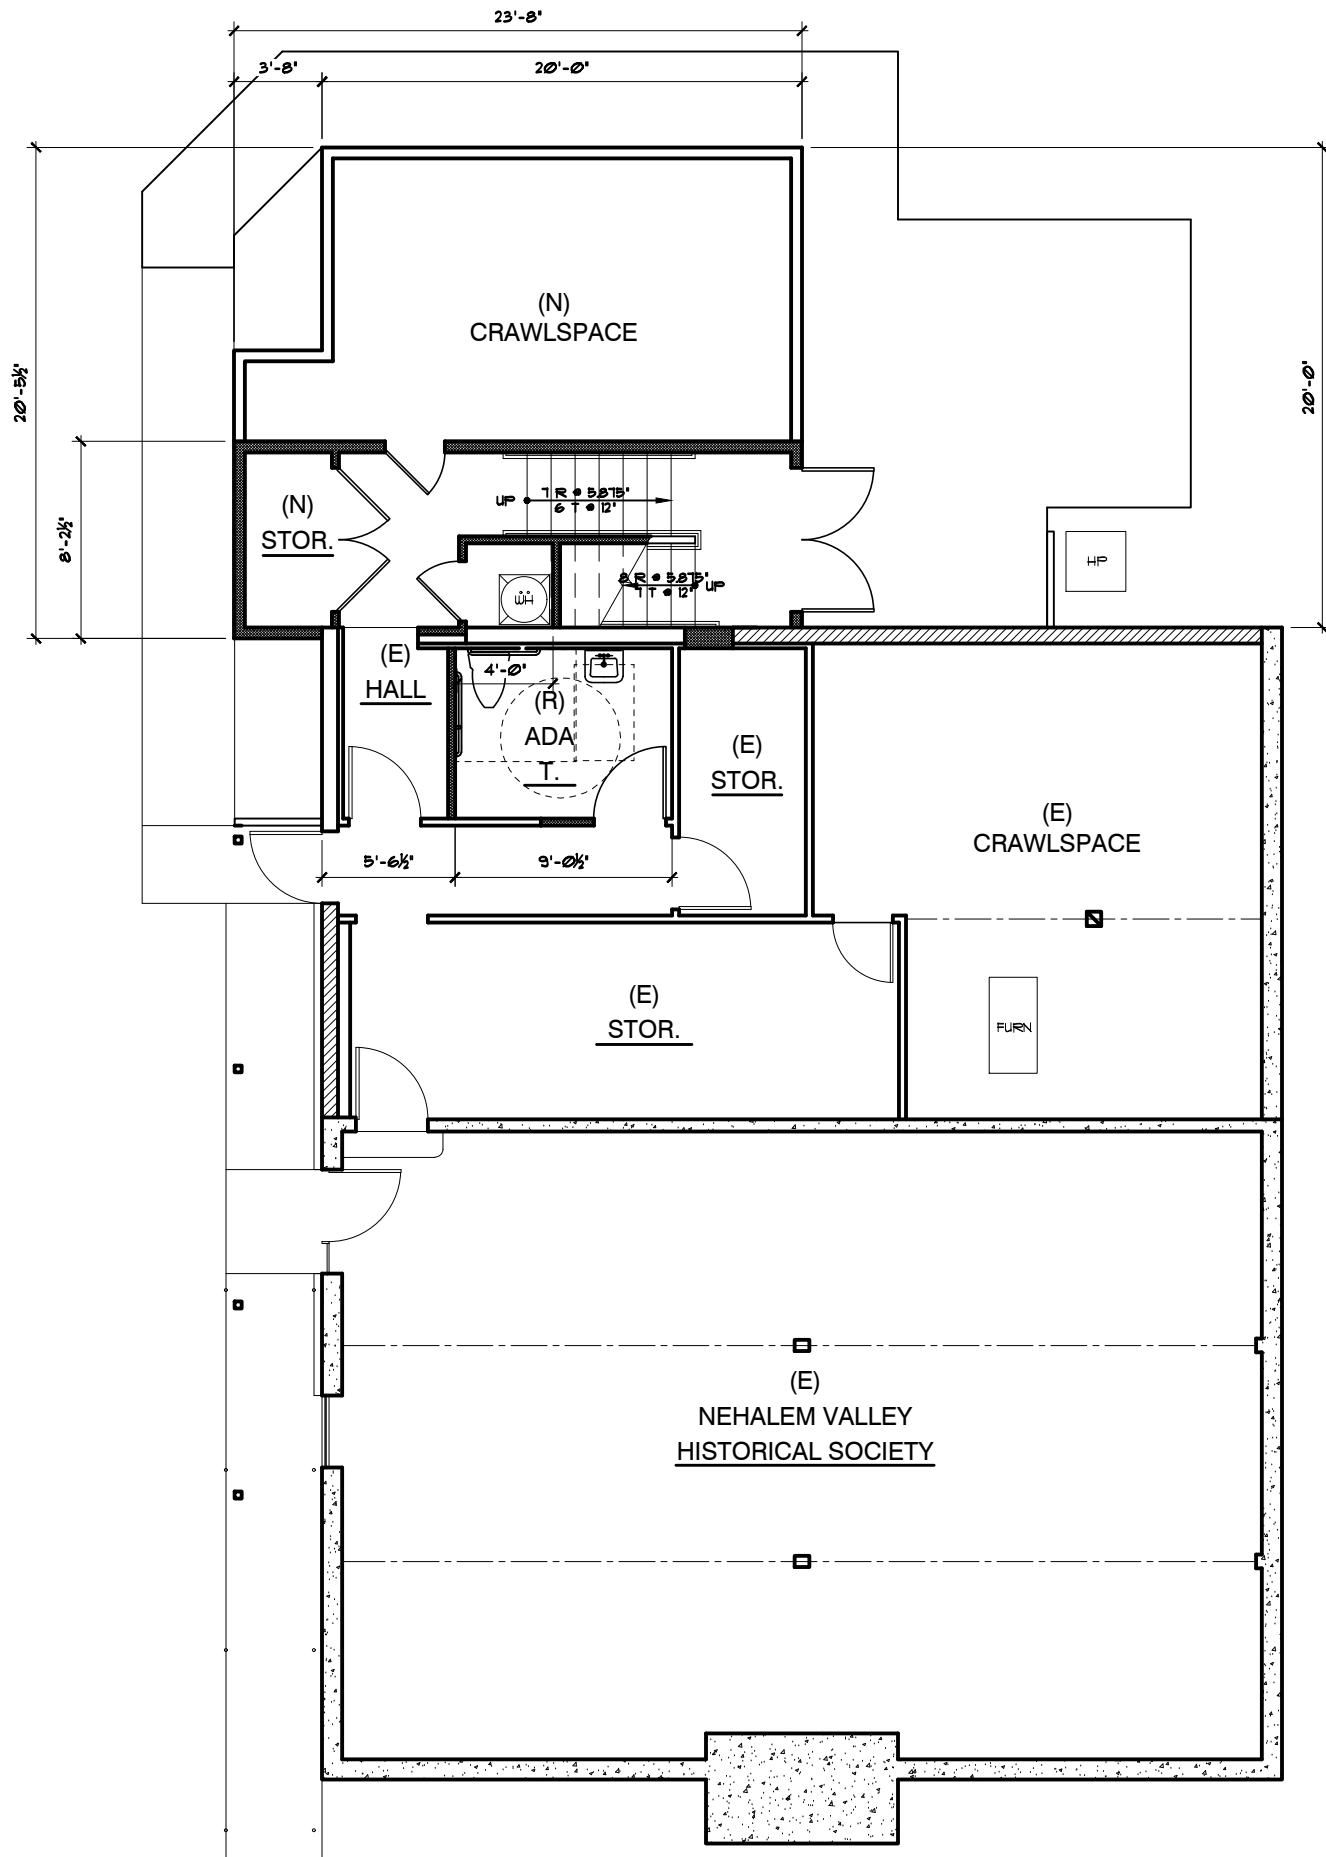 23'-8"
3'-8"
20'-0"
(N)
CRAWLSPACE
20'-5½"
20'-0"
8'-2½"
(N)
STOR.
UP
7 R @ 5.875"
6 T @ 12"
8 R @ 5.875"
7 T @ 12"
UP
WH
HP
(E)
HALL
4'-0"
(R)
ADA
T.
(E)
STOR.
(E)
CRAWLSPACE
5'-6½"
9'-0½"
(E)
STOR.
FURN
(E)
NEHALEM VALLEY
HISTORICAL SOCIETY